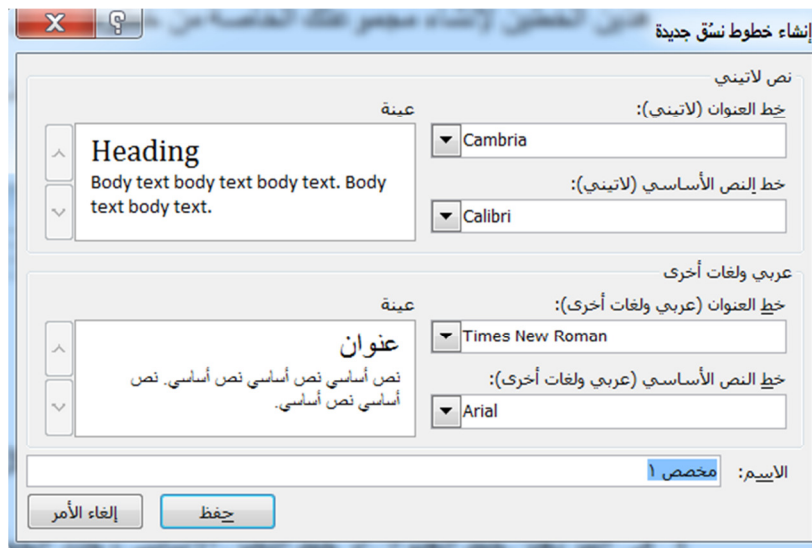 إنشاء خطوط نسُق جديدة
نص لاتيني
خط العنوان (لاتيني):
عينة
Cambria
Heading
Body text body text body text. Body
text body text.
خط النص الأساسي (لاتيني):
Calibri
عربي ولغات أخرى
خط العنوان (عربي ولغات أخرى):
عينة
Times New Roman
عنوان
نص أساسي نص أساسي نص أساسي. نص
أساسي نص أساسي.
خط النص الأساسي (عربي ولغات أخرى):
Arial
الاسم: مخصص ١
حفظ
إلغاء الأمر